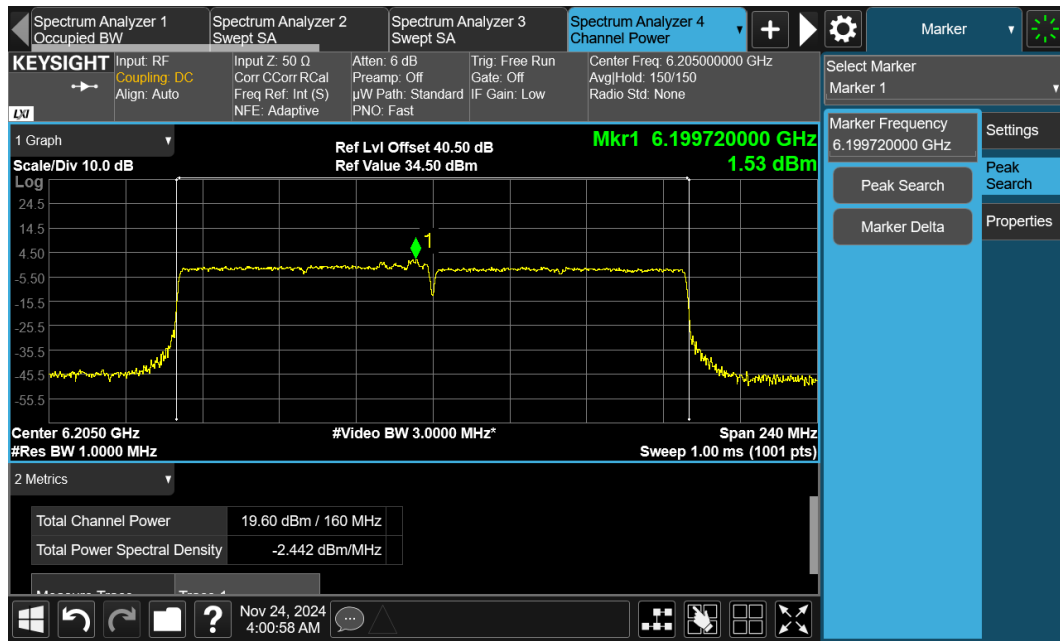 Spectrum Analyzer 1
Occupied BW
Spectrum Analyzer 2
Swept SA
Spectrum Analyzer 3
Swept SA
Spectrum Analyzer 4
Channel Power
Marker
KEYSIGHT
LXI
Input: RF
Coupling: DC
Align: Auto
Input Z: 50 Ω
Corr CCorr RCal
Freq Ref: Int (S)
NFE: Adaptive
Atten: 6 dB
Preamp: Off
µW Path: Standard
PNO: Fast
Trig: Free Run
Gate: Off
IF Gain: Low
Center Freq: 6.205000000 GHz
Avg|Hold: 150/150
Radio Std: None
Select Marker
Marker 1
Marker Frequency
6.199720000 GHz
Peak Search
Marker Delta
Settings
Peak
Search
Properties
1 Graph
Scale/Div 10.0 dB
Log
Ref Lvl Offset 40.50 dB
Ref Value 34.50 dBm
Mkr1 6.199720000 GHz
1.53 dBm
24.5
14.5
4.50
-5.50
-15.5
-25.5
-35.5
-45.5
-55.5
1
Center 6.2050 GHz
#Res BW 1.0000 MHz
#Video BW 3.0000 MHz*
Span 240 MHz
Sweep 1.00 ms (1001 pts)
2 Metrics
Total Channel Power 19.60 dBm / 160 MHz
Total Power Spectral Density -2.442 dBm/MHz
Measure Trace Trace 1
?
Nov 24, 2024
4:00:58 AM